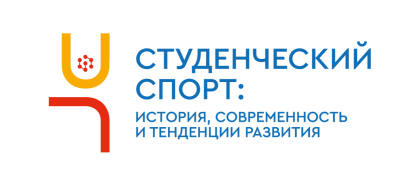 СТУДЕНЧЕСКИЙ
СПОРТ:
ИСТОРИЯ, СОВРЕМЕННОСТЬ
И ТЕНДЕНЦИИ РАЗВИТИЯ